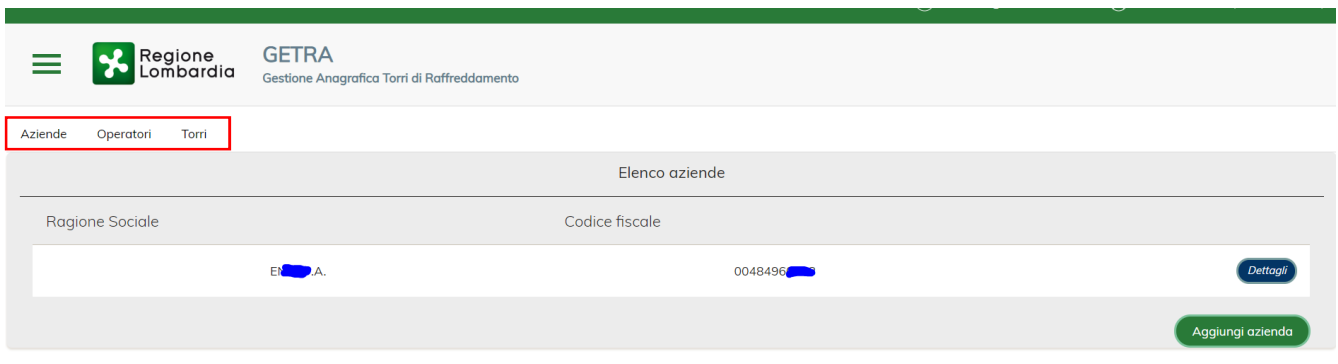 Regione
Lombardia
GETRA
Gestione Anagrafica Torri di Raffreddamento
Aziende Operatori Torri
Elenco aziende
Ragione Sociale Codice fiscale
.A. 0048496 Dettagli
Aggiungi azienda